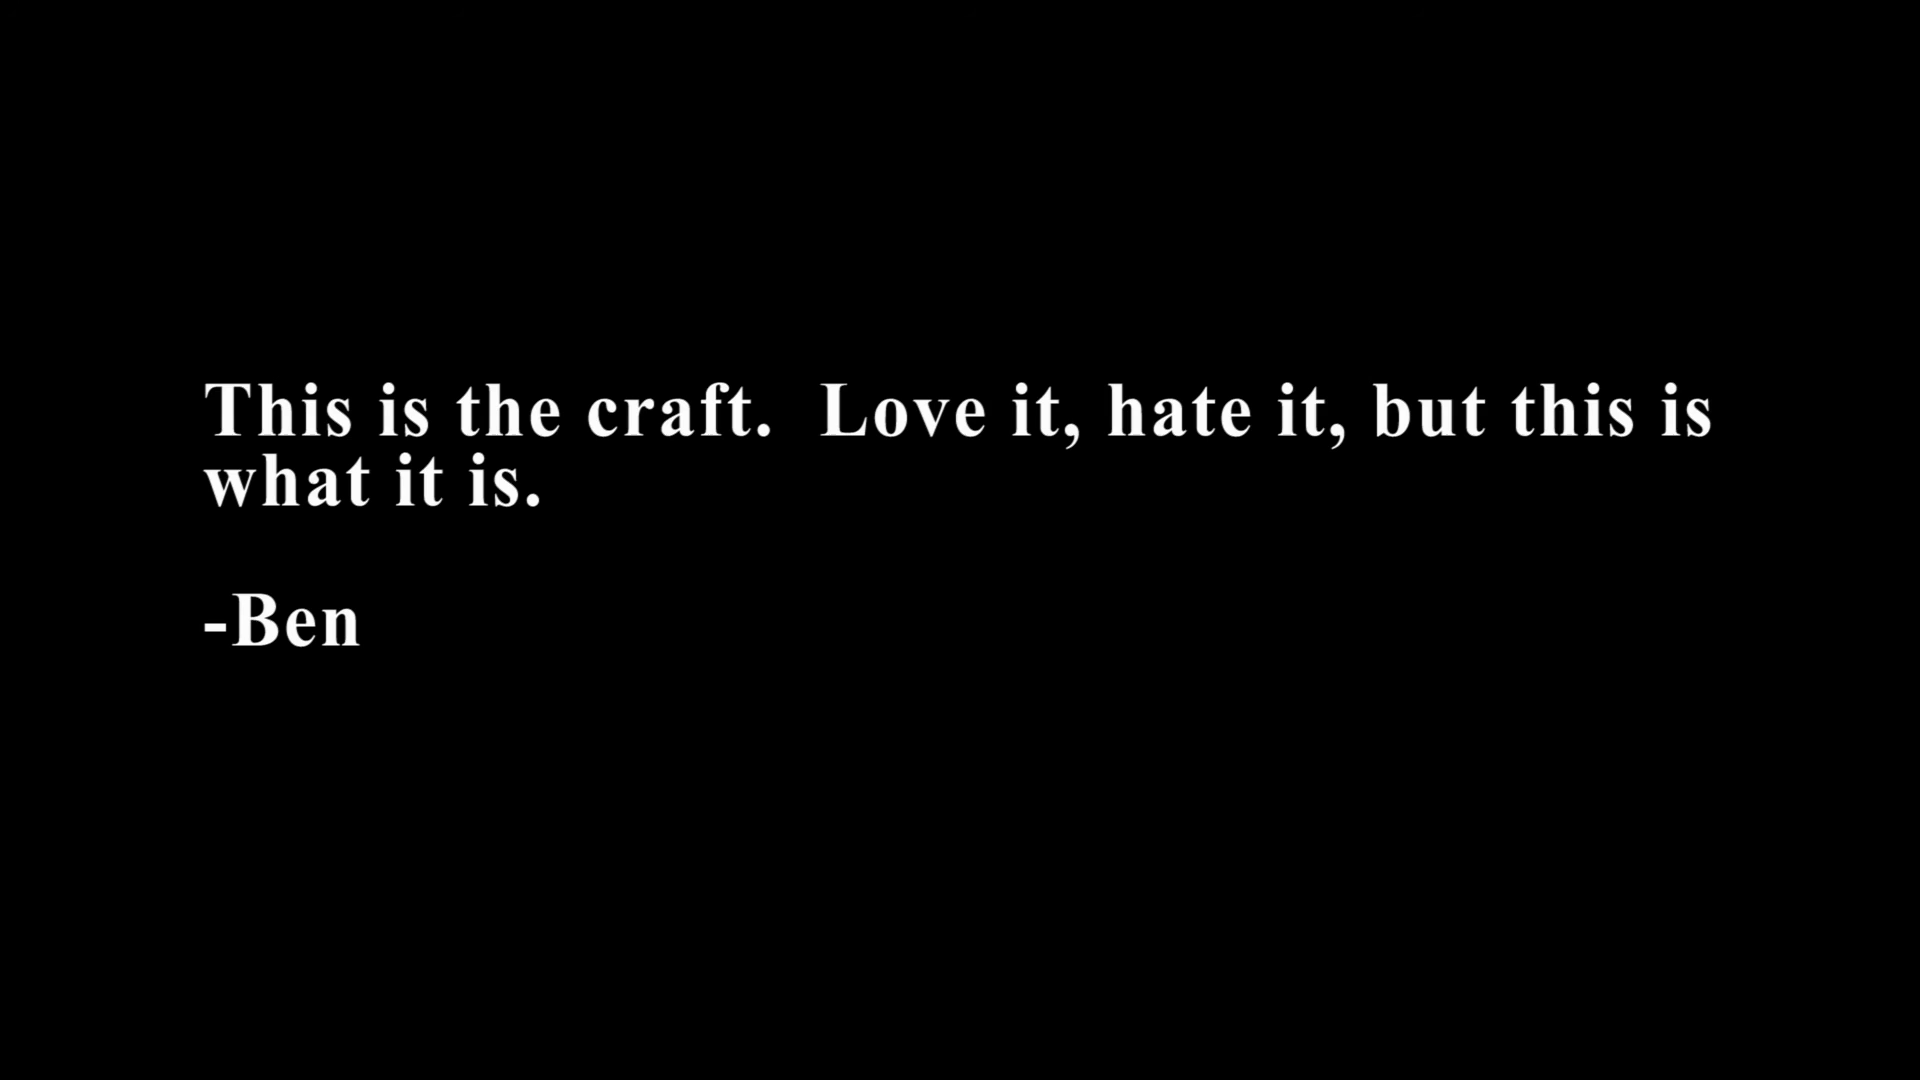 This is the craft.  Love it, hate it, but this is
what it is.
-Ben